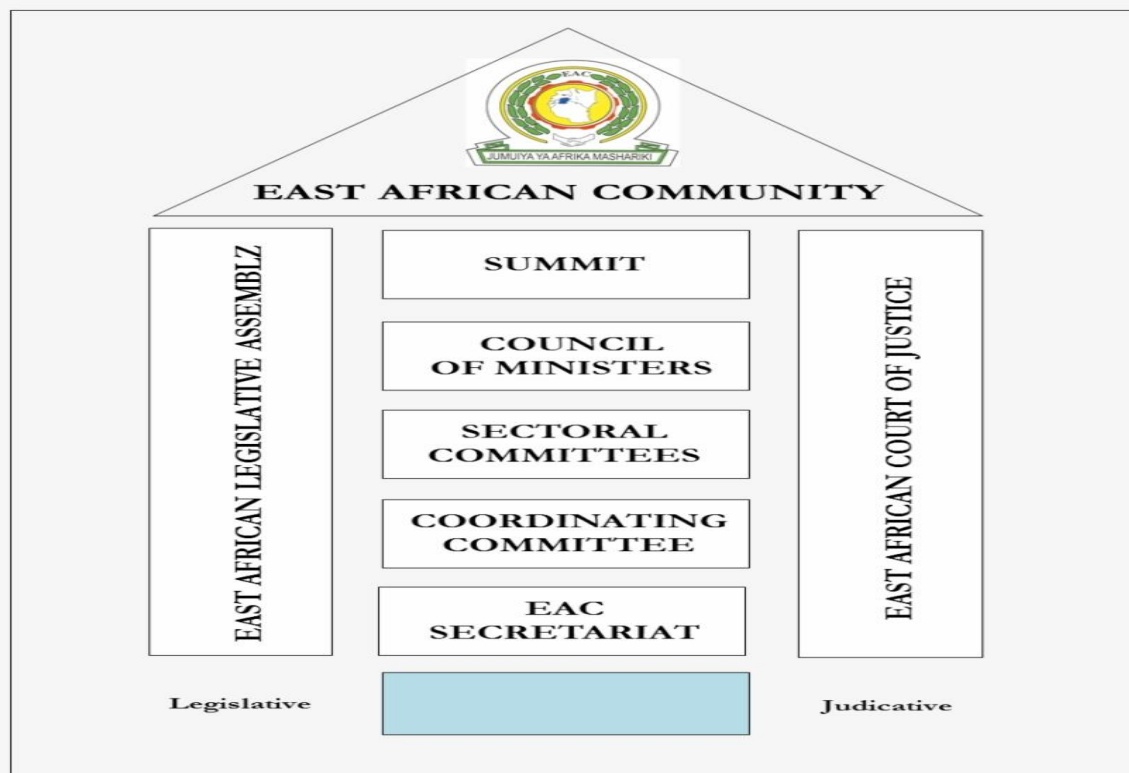 EAC
JUMUIYA YA AFRIKA MASHARIKI
EAST AFRICAN COMMUNITY
EAST AFRICAN LEGISLATIVE ASSEMBLZ
SUMMIT
COUNCIL
OF MINISTERS
SECTORAL
COMMITTEES
COORDINATING
COMMITTEE
EAC
SECRETARIAT
EAST AFRICAN COURT OF JUSTICE
Legislative
Judicative